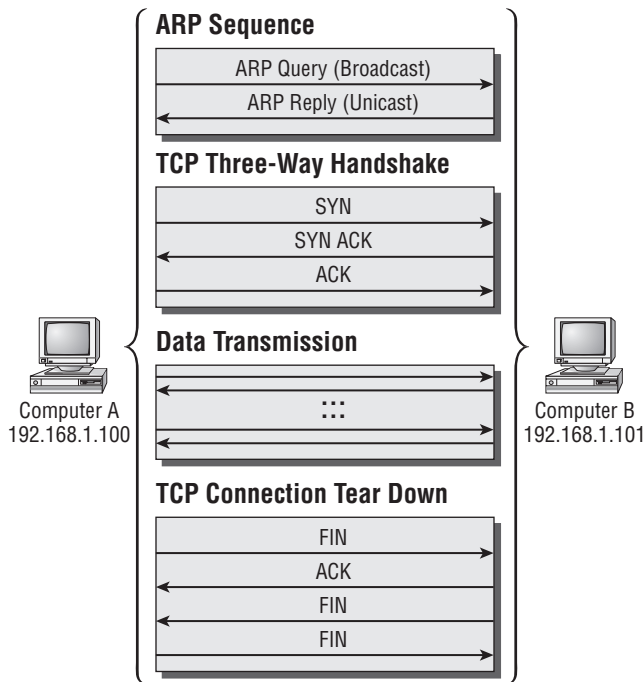 ARP Sequence
ARP Query (Broadcast)
ARP Reply (Unicast)
TCP Three-Way Handshake
SYN
SYN ACK
ACK
Data Transmission
:::
TCP Connection Tear Down
FIN
ACK
FIN
FIN
Computer A
192.168.1.100
Computer B
192.168.1.101